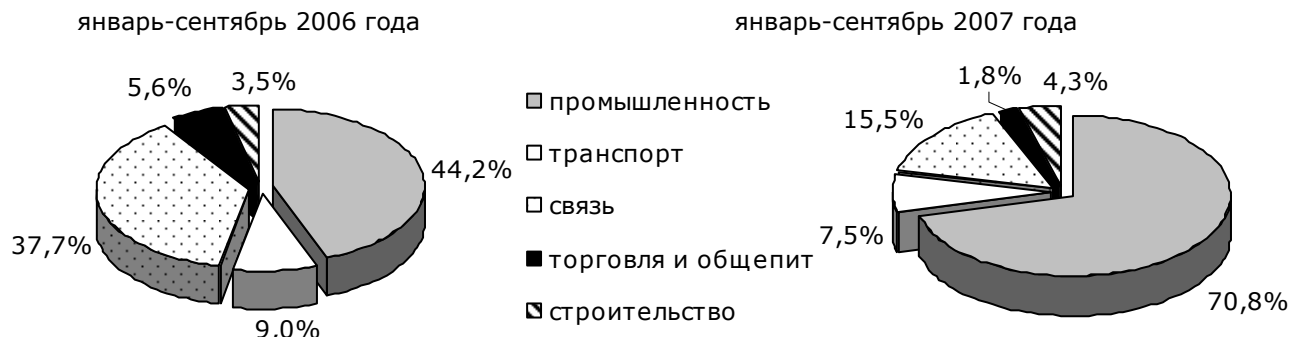 январь-сентябрь 2006 года
5,6%
3,5%
44,2%
37,7%
9,0%
промышленность
транспорт
связь
торговля и общепит
строительство
январь-сентябрь 2007 года
1,8%
4,3%
15,5%
7,5%
70,8%